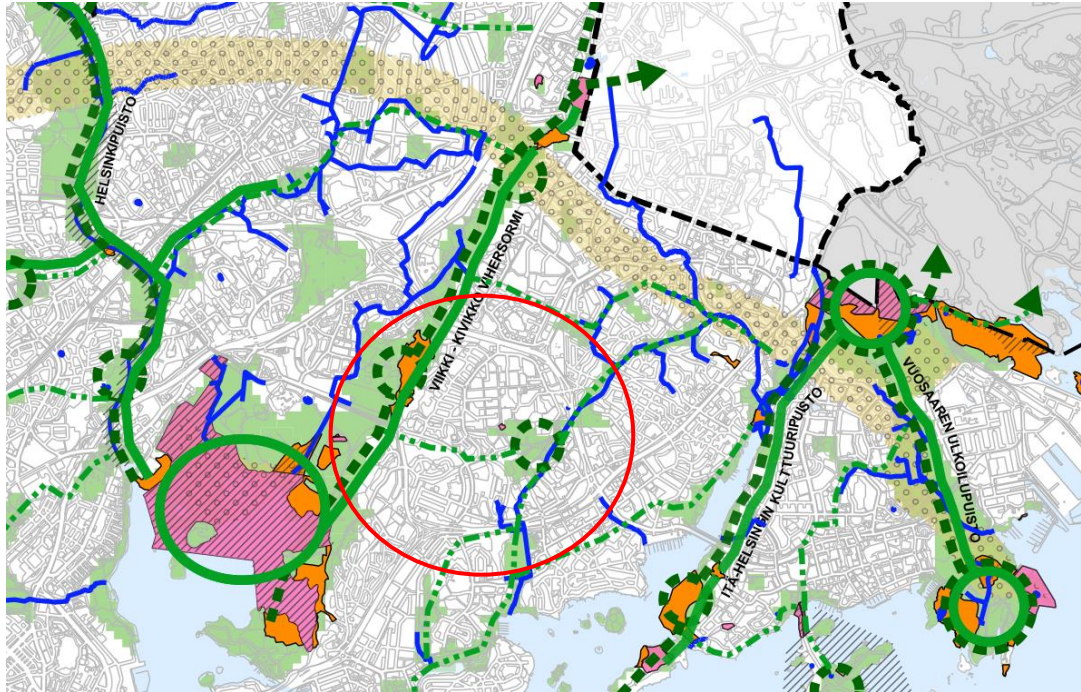 HELSINKIPUISTO
VIIKKI - KIVIKKO VIHERSORMI
ITÄ-HELSINGIN KULTTUURIPUISTO
VUOSAAREN ULKOILUPUISTO